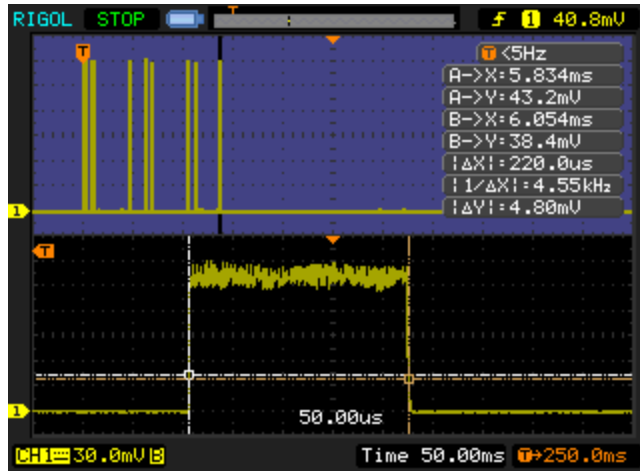 RIGOL STOP T f 1 40.8mV
T
T <5Hz
A->X:5.834ms
A->Y:43.2mV
B->X:6.054ms
B->Y:38.4mV
|ΔX|:220.0us
|1/ΔX|:4.55kHz
|ΔY|:4.80mV
1
T
1
50.00us
CH1 30.0mV B Time 50.00ms T→250.0ms